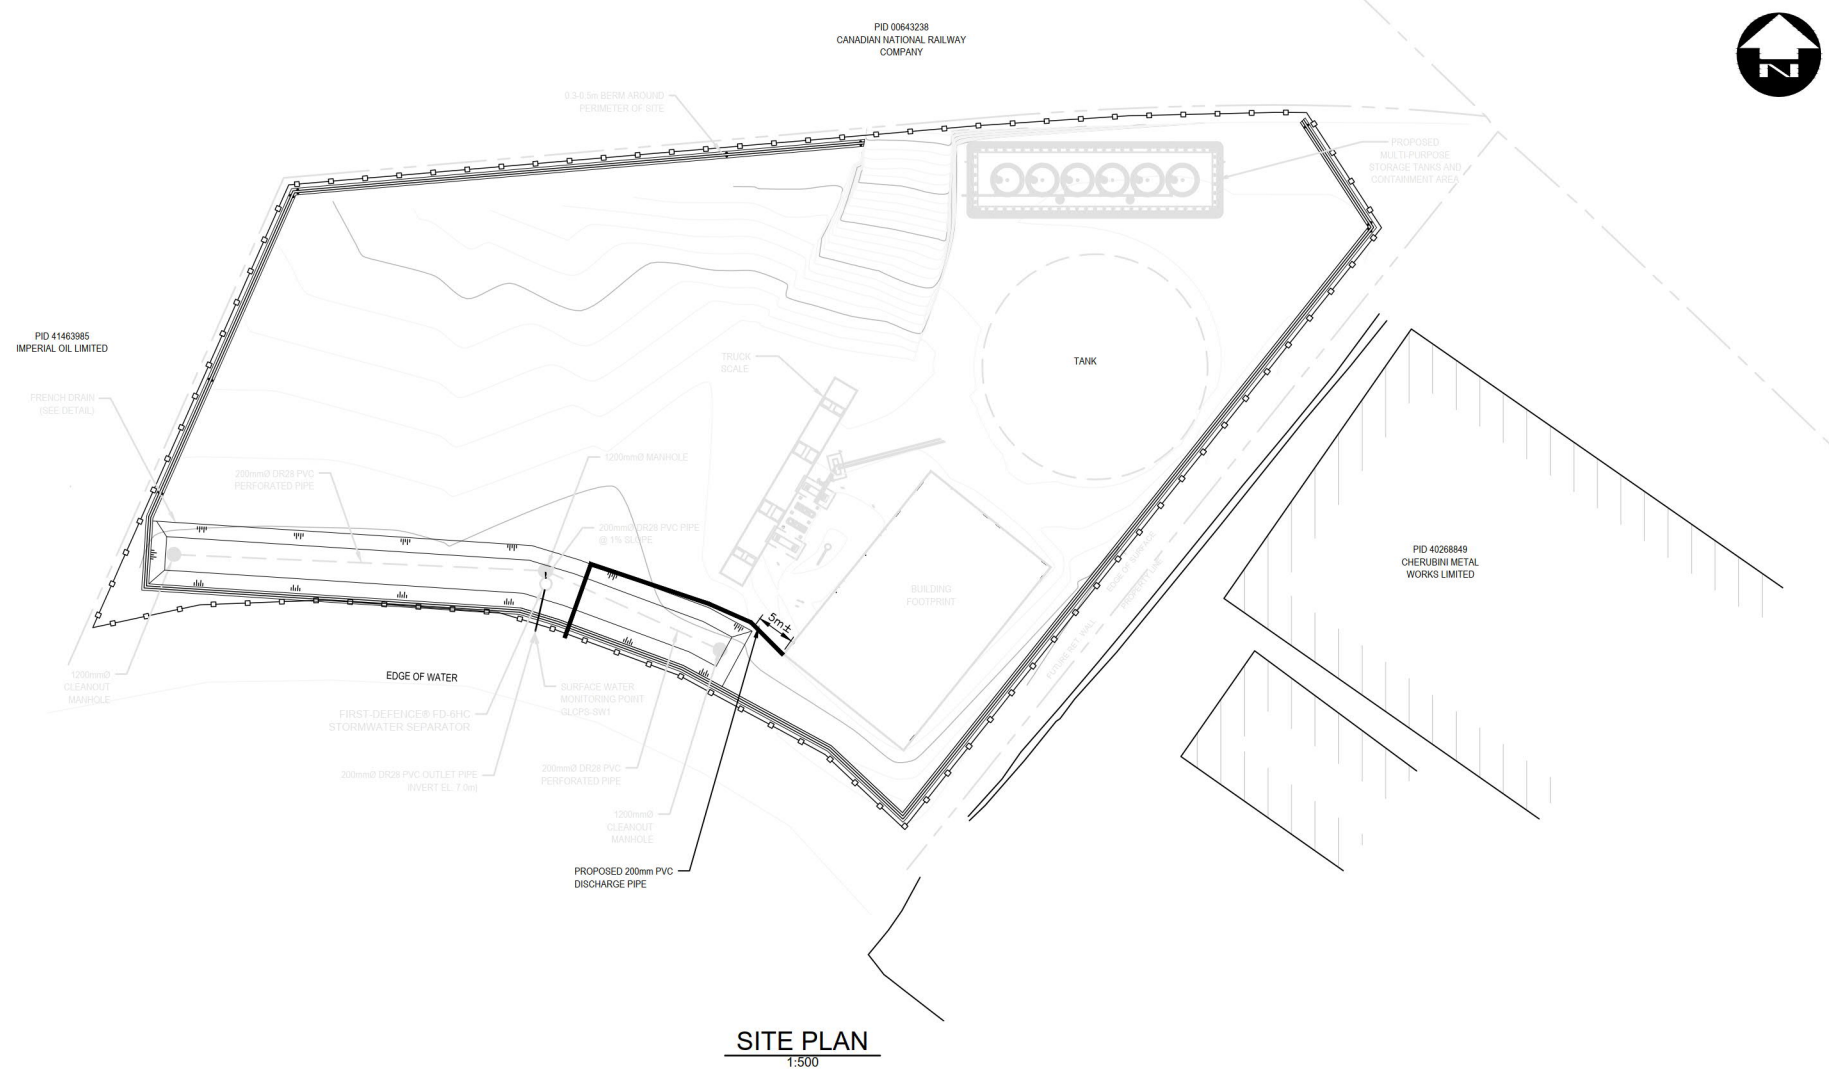 PID 00643238
CANADIAN NATIONAL RAILWAY
COMPANY
N
0.3-0.5m BERM AROUND
PERIMETER OF SITE
PROPOSED
MULTI-PURPOSE
STORAGE TANKS AND
CONTAINMENT AREA
PID 41463985
IMPERIAL OIL LIMITED
TRUCK
SCALE
TANK
FRENCH DRAIN
(SEE DETAIL)
1200mmØ MANHOLE
200mmØ DR28 PVC
PERFORATED PIPE
200mmØ DR28 PVC PIPE
@ 1% SLOPE
PID 40268849
CHERUBINI METAL
WORKS LIMITED
EDGE OF SURFACE
PROPERTY LINE
BUILDING
FOOTPRINT
5m±
FUTURE RET. WALL
EDGE OF WATER
1200mmØ
CLEANOUT
MANHOLE
SURFACE WATER
MONITORING POINT
GLCPS-SW1
FIRST-DEFENCE® FD-6HC
STORMWATER SEPARATOR
200mmØ DR28 PVC OUTLET PIPE
INVERT EL. 7.0m
200mmØ DR28 PVC
PERFORATED PIPE
1200mmØ
CLEANOUT
MANHOLE
PROPOSED 200mm PVC
DISCHARGE PIPE
SITE PLAN
1:500